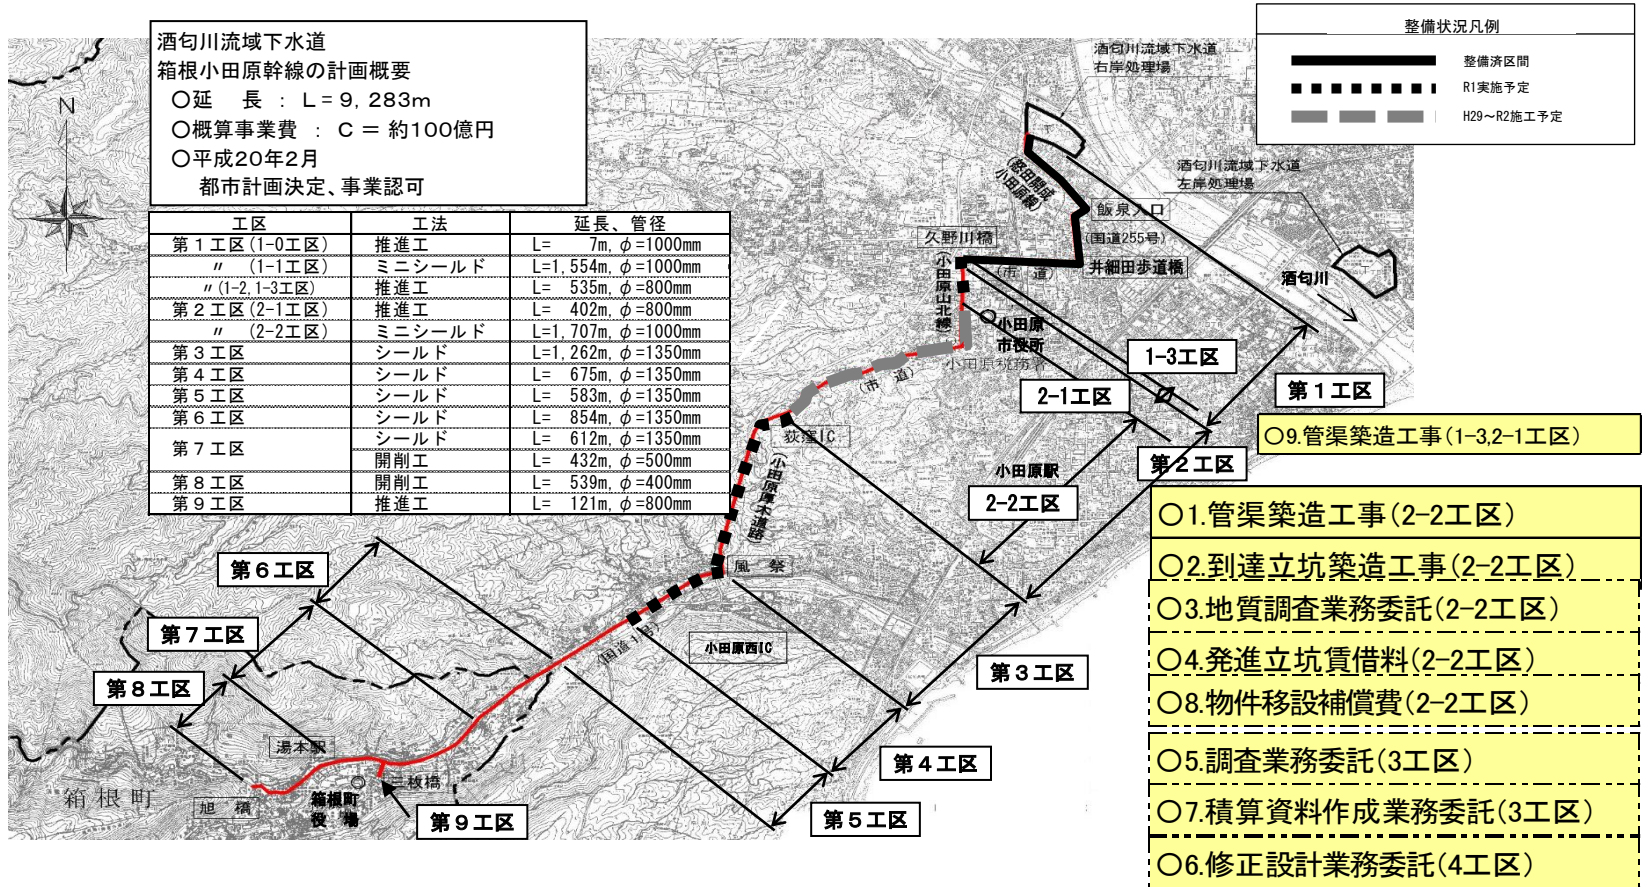 酒匂川流域下水道
箱根小田原幹線の計画概要
○延　長 ： L=9, 283m
○概算事業費 ： C = 約100億円
○平成20年2月
都市計画決定、事業認可
整備状況凡例
整備済区間
R1実施予定
H29～R2施工予定
N
工区 工法 延長、管径
第１工区(1-0工区) 推進工 L= 7m, φ=1000mm
〃 (1-1工区) ミニシールド L=1,554m, φ=1000mm
〃(1-2,1-3工区) 推進工 L= 535m, φ=800mm
第２工区(2-1工区) 推進工 L= 402m, φ=800mm
〃 (2-2工区) ミニシールド L=1,707m, φ=1000mm
第３工区 シールド L=1,262m, φ=1350mm
第４工区 シールド L= 675m, φ=1350mm
第５工区 シールド L= 583m, φ=1350mm
第６工区 シールド L= 854m, φ=1350mm
第７工区 シールド L= 612m, φ=1350mm
開削工 L= 432m, φ=500mm
第８工区 開削工 L= 539m, φ=400mm
第９工区 推進工 L= 121m, φ=800mm
酒匂川流域下水道
右岸処理場
酒匂川流域下水道
左岸処理場
小田原線)
飯泉入口
(国道255号)
久野川橋
(市　道)
井細田歩道橋
酒匂川
小田原山北線
小田原
市役所
小田原税務署
(市　道)
1-3工区
2-1工区
第１工区
荻窪IC
(小田原厚木道路)
小田原駅
第２工区
2-2工区
風　祭
(国道1号)
小田原西IC
第３工区
第４工区
第５工区
第６工区
第７工区
第８工区
湯本駅
三枚橋
箱根町
旭　橋
箱根町
役　場
第９工区
○9.管渠築造工事(1-3,2-1工区)
○1.管渠築造工事(2-2工区)
○2.到達立坑築造工事(2-2工区)
○3.地質調査業務委託(2-2工区)
○4.発進立坑賃借料(2-2工区)
○8.物件移設補償費(2-2工区)
○5.調査業務委託(3工区)
○7.積算資料作成業務委託(3工区)
○6.修正設計業務委託(4工区)